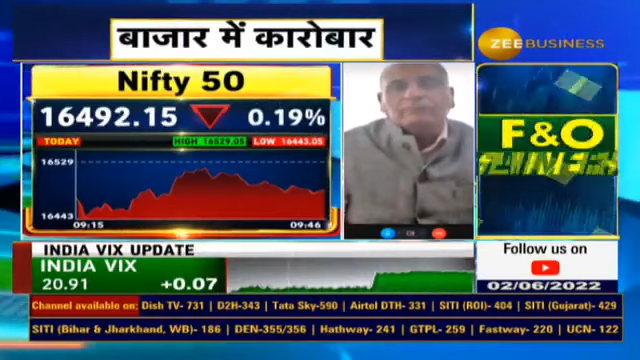 बाजार में कारोबार
ZEE BUSINESS
Nifty 50
16492.15 0.19%
TODAY HIGH 16529.05 LOW 16443.05
16529
16443
09:15 09:46
F&O
INDIA VIX UPDATE
INDIA VIX
20.91 +0.07
Follow us on
02/06/2022
Channel available on: Dish TV- 731 | D2H-343 | Tata Sky-590 | Airtel DTH- 331 | SITI (ROI)- 404 | SITI (Gujarat)- 429
SITI (Bihar & Jharkhand, WB)- 186 | DEN-355/356 | Hathway- 241 | GTPL- 259 | Fastway- 220 | UCN- 122